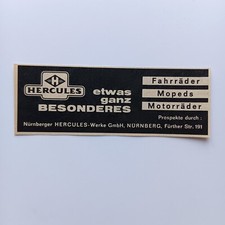 H
HERCULES
etwas
ganz
BESONDERES
Fahrräder
Mopeds
Motorräder
Prospekte durch:
Nürnberger HERCULES-Werke GmbH, NÜRNBERG, Fürther Str. 191